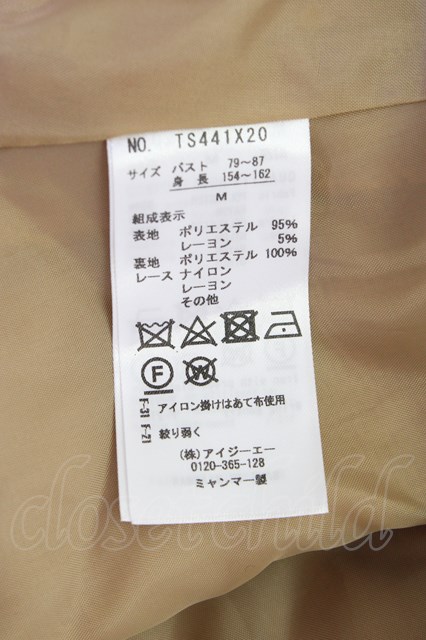 NO. TS441X20
サイズ バスト 79～87
身長 154～162
M
組成表示
表地 ポリエステル 95%
レーヨン 5%
裏地 ポリエステル 100%
レース ナイロン
レーヨン
その他
F
W
F-31 アイロン掛けはあて布使用
F-21 絞り弱く
(株)アイジーエー
0120-365-128
ミャンマー製
closet child